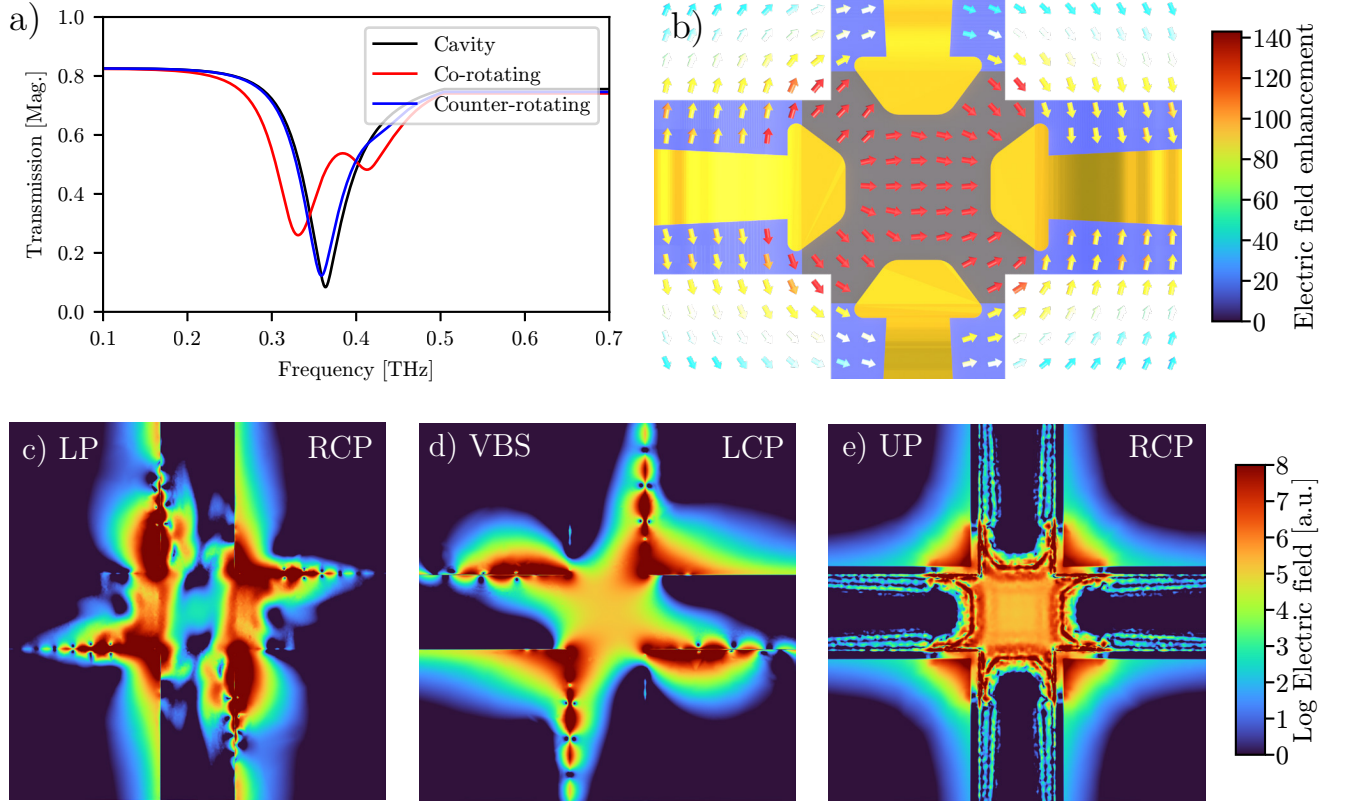 a)
Transmission [Mag.]
1.0
0.8
0.6
0.4
0.2
0.0
Cavity
Co-rotating
Counter-rotating
0.1 0.2 0.3 0.4 0.5 0.6 0.7
Frequency [THz]
b)
140
120
100
80
60
40
20
0
Electric field enhancement
c) LP RCP
d) VBS LCP
e) UP RCP
8
7
6
5
4
3
2
1
0
Log Electric field [a.u.]